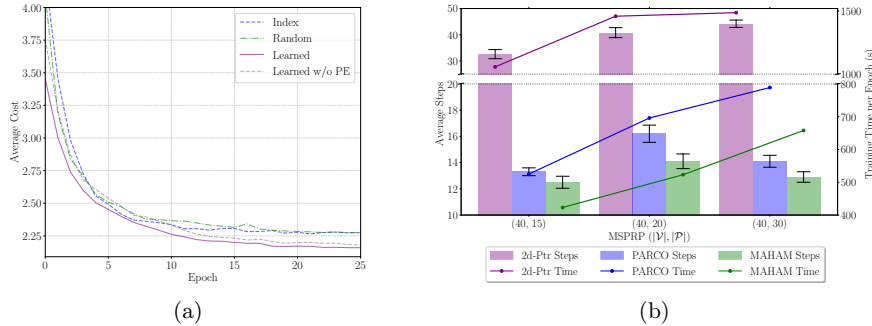 4.00
3.75
3.50
3.25
3.00
2.75
2.50
2.25
Average Cost
0 5 10 15 20 25
Epoch
Index
Random
Learned
Learned w/o PE
(a)
50
40
30
20
18
16
14
12
10
Average Steps
1500
1000
800
700
600
500
400
Training Time per Epoch (s)
(40, 15) (40, 20) (40, 30)
MSPRP (|𝒱|, |𝒫|)
2d-Ptr Steps PARCO Steps MAHAM Steps
2d-Ptr Time PARCO Time MAHAM Time
(b)